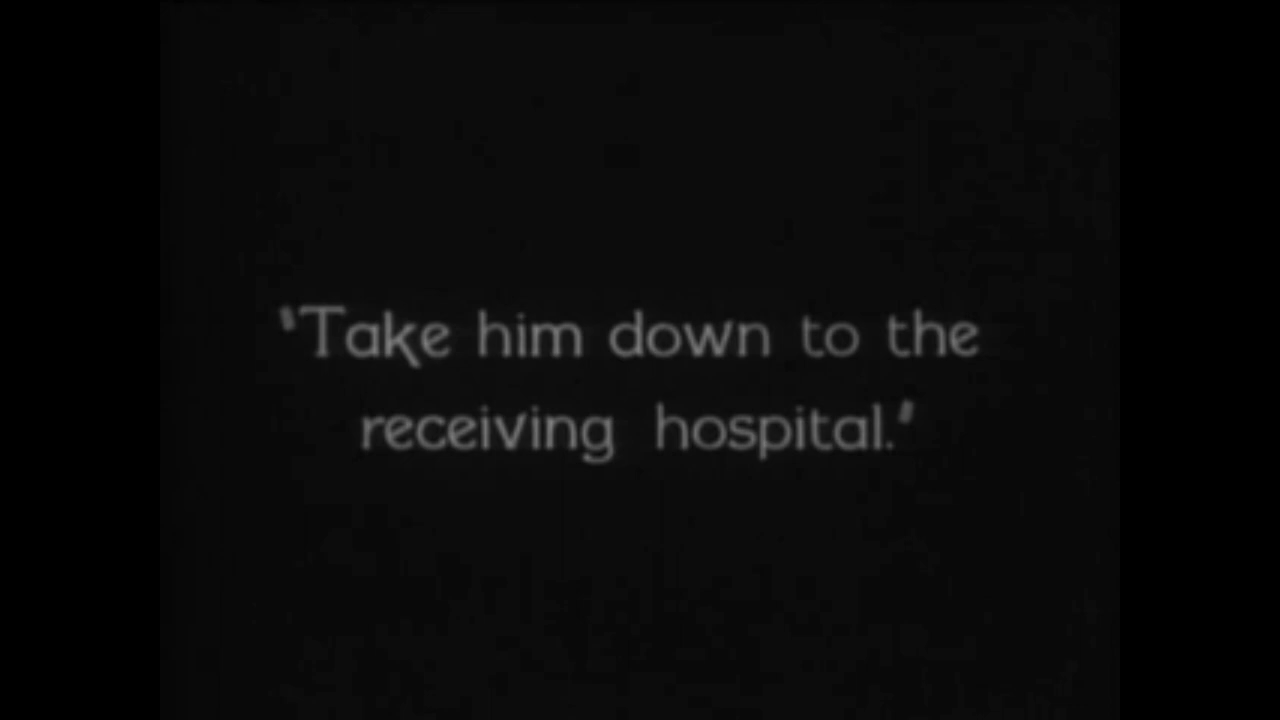 "Take him down to the
receiving hospital."